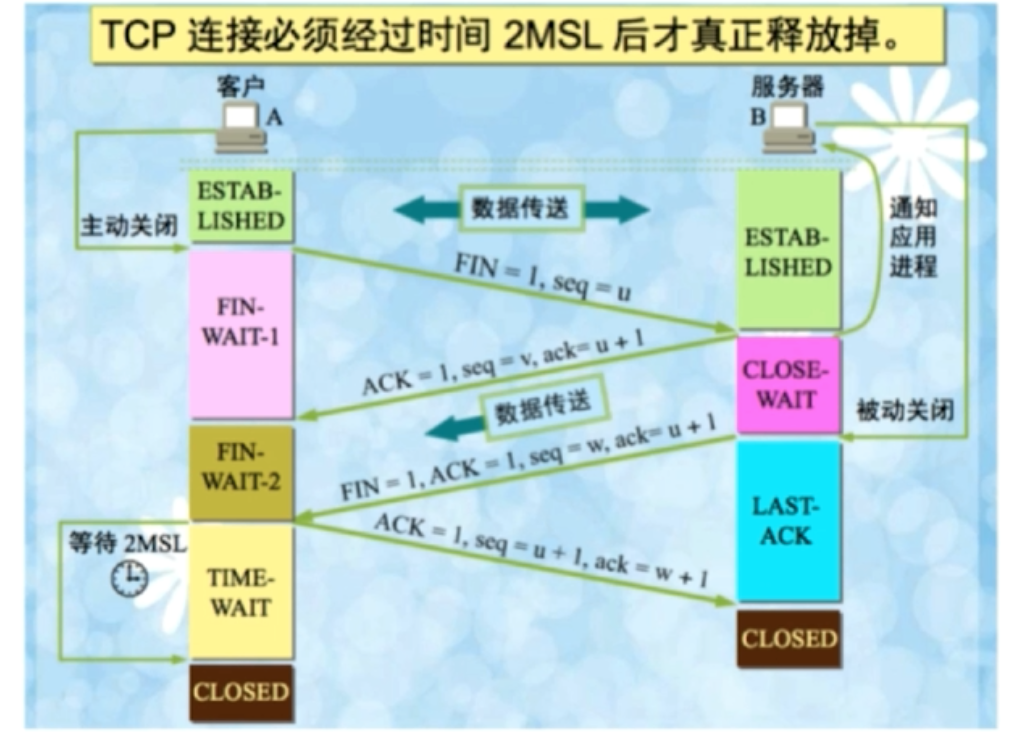 TCP 连接必须经过时间 2MSL 后才真正释放掉。
客户
A
服务器
B
ESTAB-
LISHED
数据传送
ESTAB-
LISHED
通知
应用
进程
主动关闭
FIN = 1, seq = u
FIN-
WAIT-1
ACK = 1, seq = v, ack= u + 1
CLOSE-
WAIT
数据传送
被动关闭
FIN-
WAIT-2
FIN = 1, ACK = 1, seq = w, ack= u + 1
LAST-
ACK
ACK = 1, seq = u + 1, ack = w + 1
等待 2MSL
TIME-
WAIT
CLOSED
CLOSED